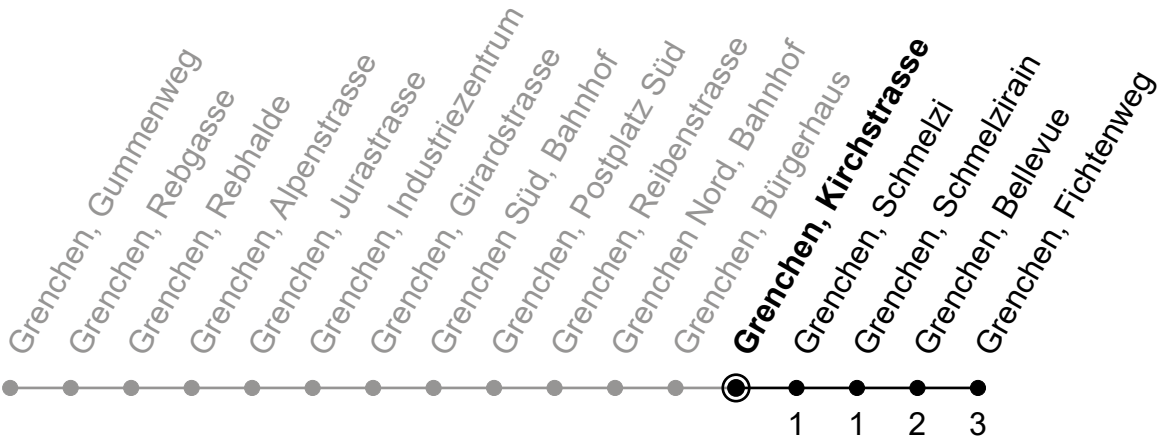 Grenchen, Gummenweg
Grenchen, Rebgasse
Grenchen, Rebhalde
Grenchen, Alpenstrasse
Grenchen, Jurastrasse
Grenchen, Industriezentrum
Grenchen, Girardstrasse
Grenchen Süd, Bahnhof
Grenchen, Postplatz Süd
Grenchen, Reibenstrasse
Grenchen Nord, Bahnhof
Grenchen, Bürgerhaus
Grenchen, Kirchstrasse
Grenchen, Schmelzi
Grenchen, Schmelzirain
Grenchen, Bellevue
Grenchen, Fichtenweg
1 1 2 3